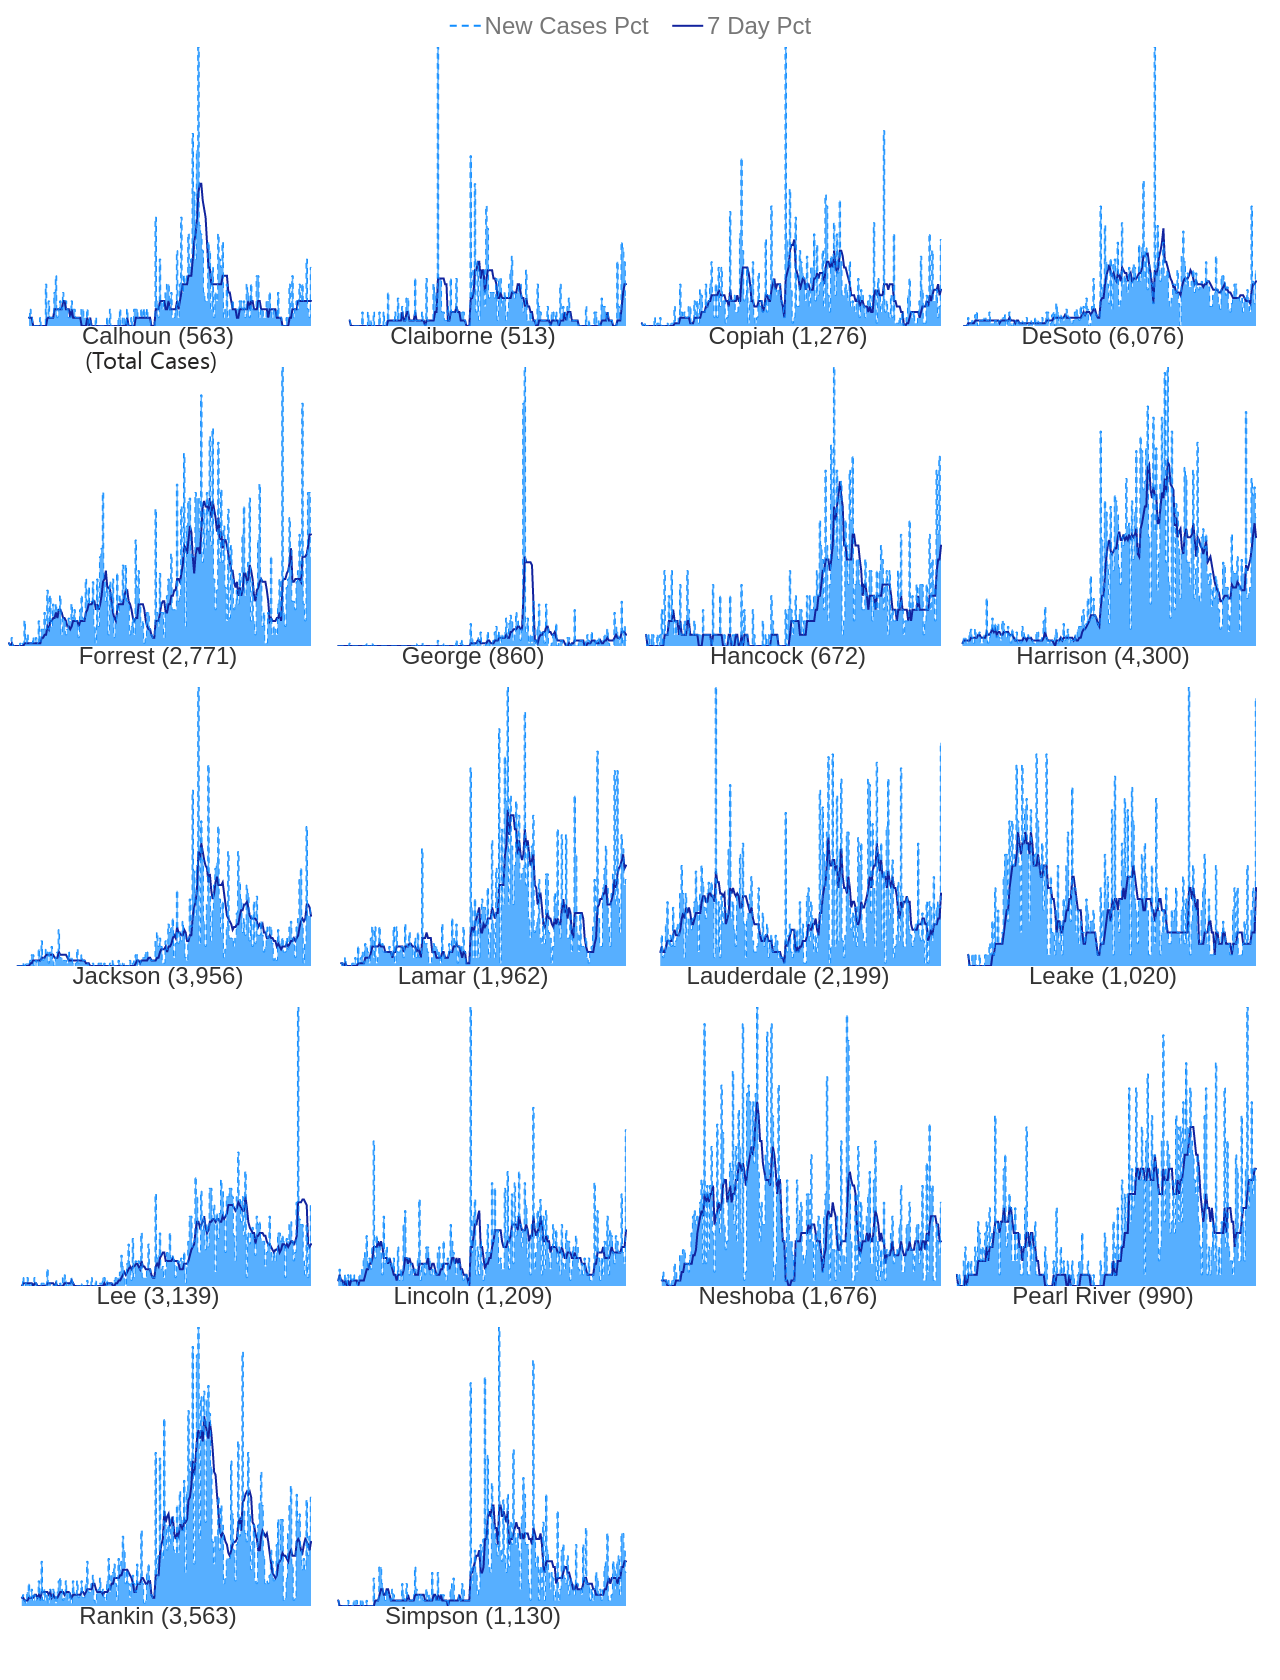 New Cases Pct 7 Day Pct
Calhoun (563) Claiborne (513) Copiah (1,276) DeSoto (6,076)
(Total Cases)
Forrest (2,771) George (860) Hancock (672) Harrison (4,300)
Jackson (3,956) Lamar (1,962) Lauderdale (2,199) Leake (1,020)
Lee (3,139) Lincoln (1,209) Neshoba (1,676) Pearl River (990)
Rankin (3,563) Simpson (1,130)